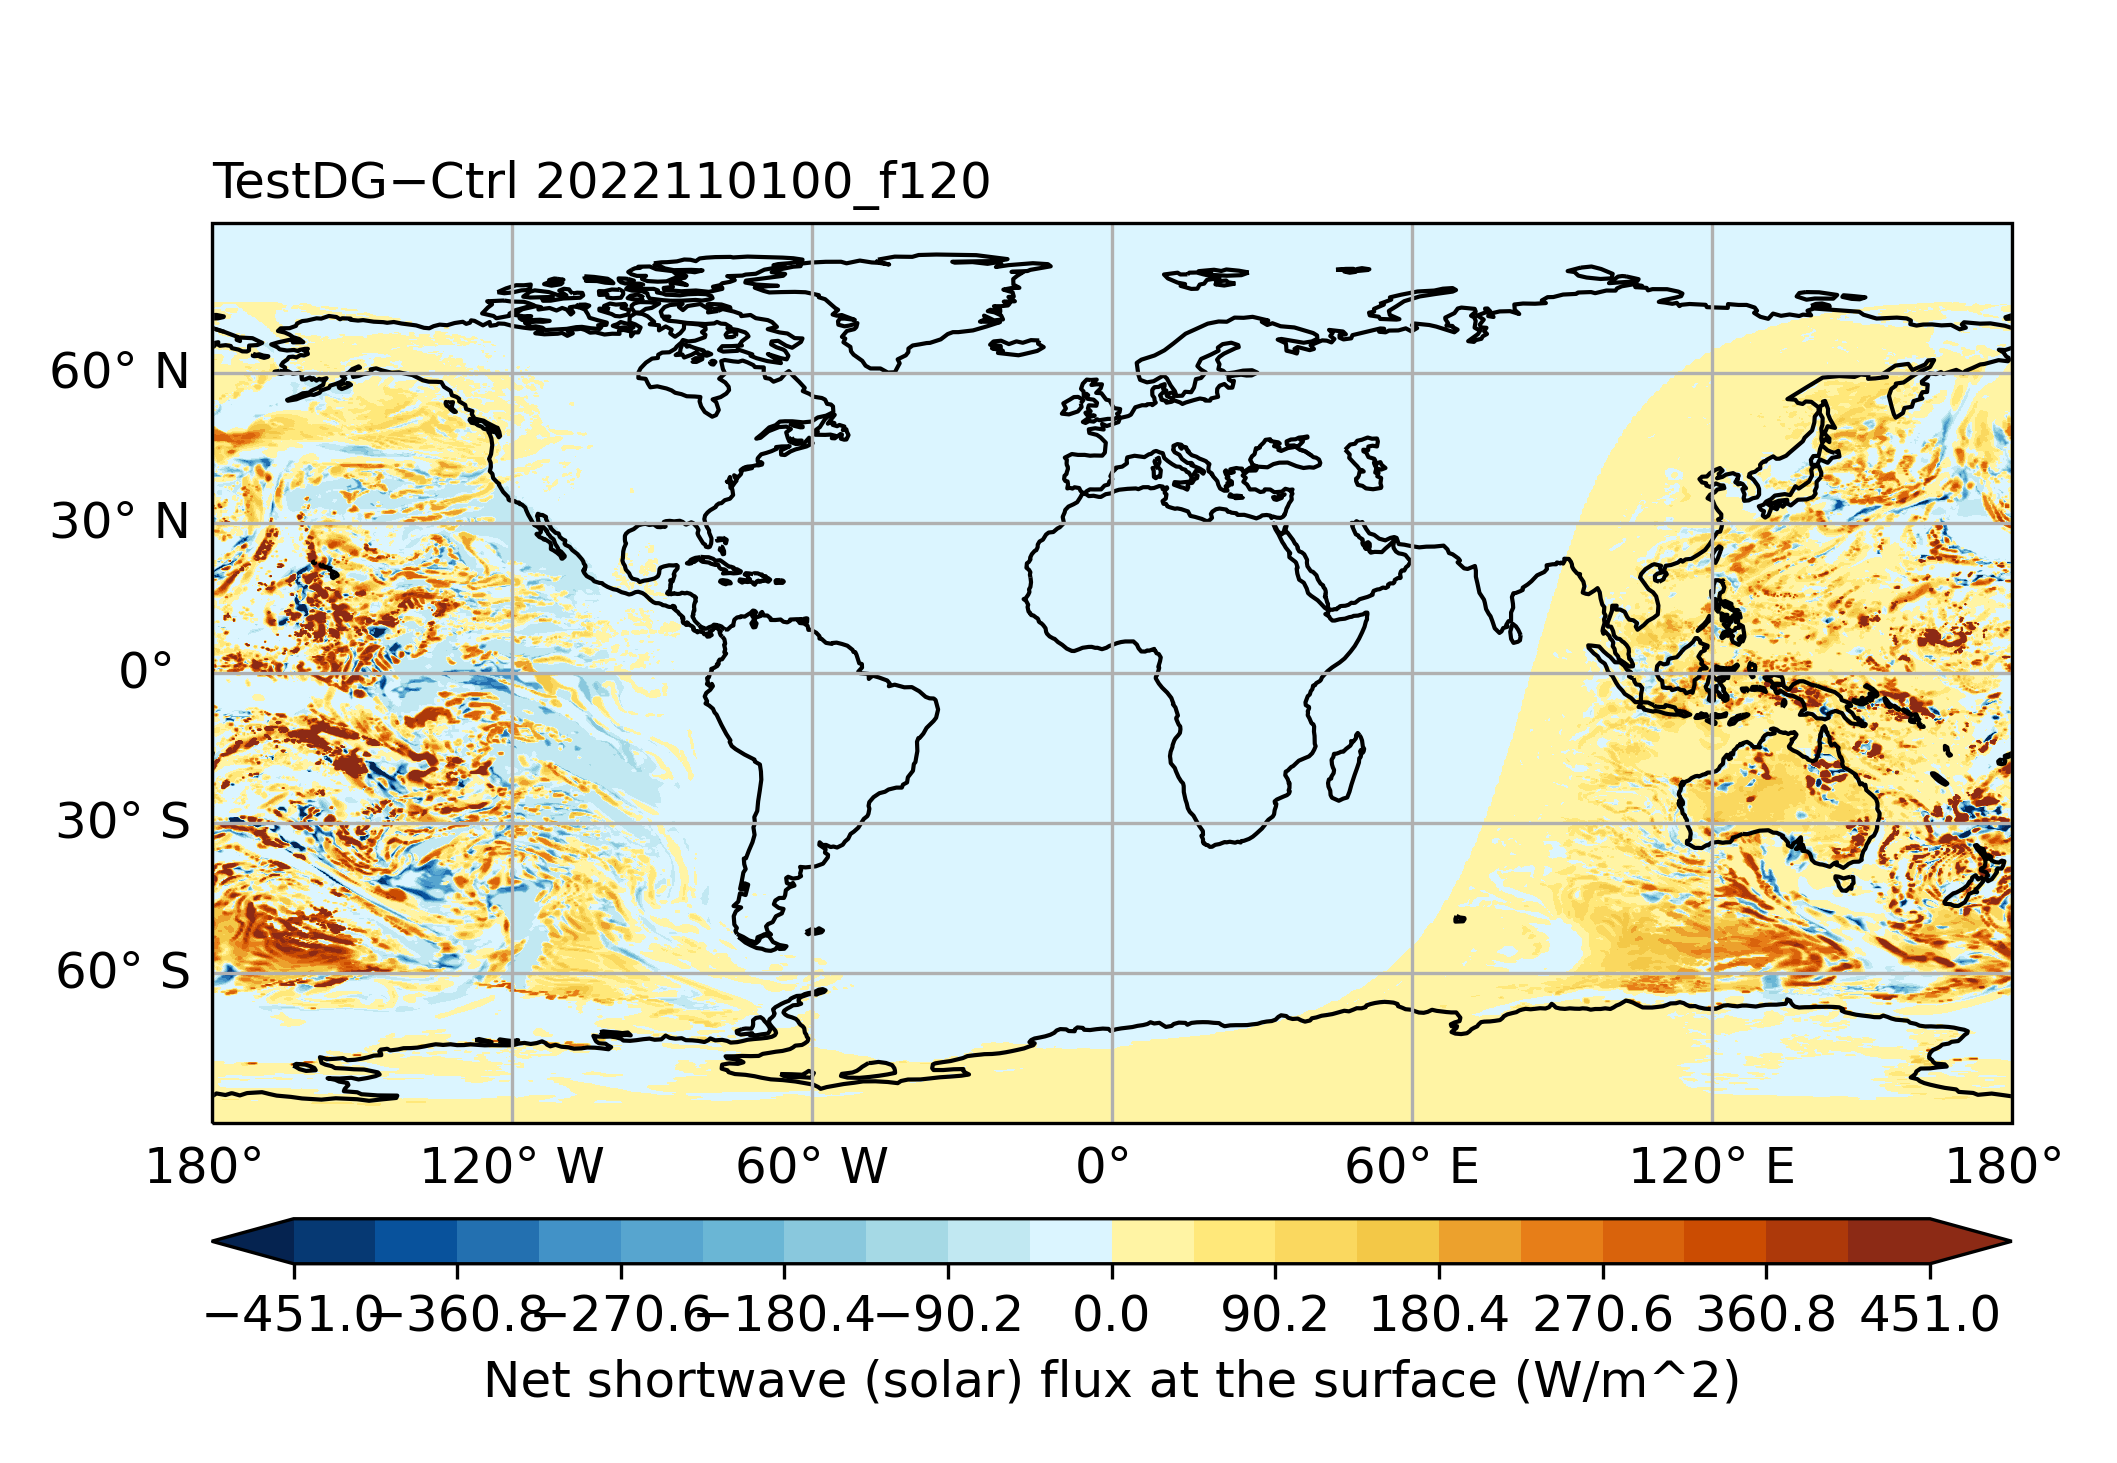 TestDG−Ctrl 2022110100_f120
60° N
30° N
0°
30° S
60° S
180° 120° W 60° W 0° 60° E 120° E 180°
−451.0 −360.8 −270.6 −180.4 −90.2 0.0 90.2 180.4 270.6 360.8 451.0
Net shortwave (solar) flux at the surface (W/m^2)